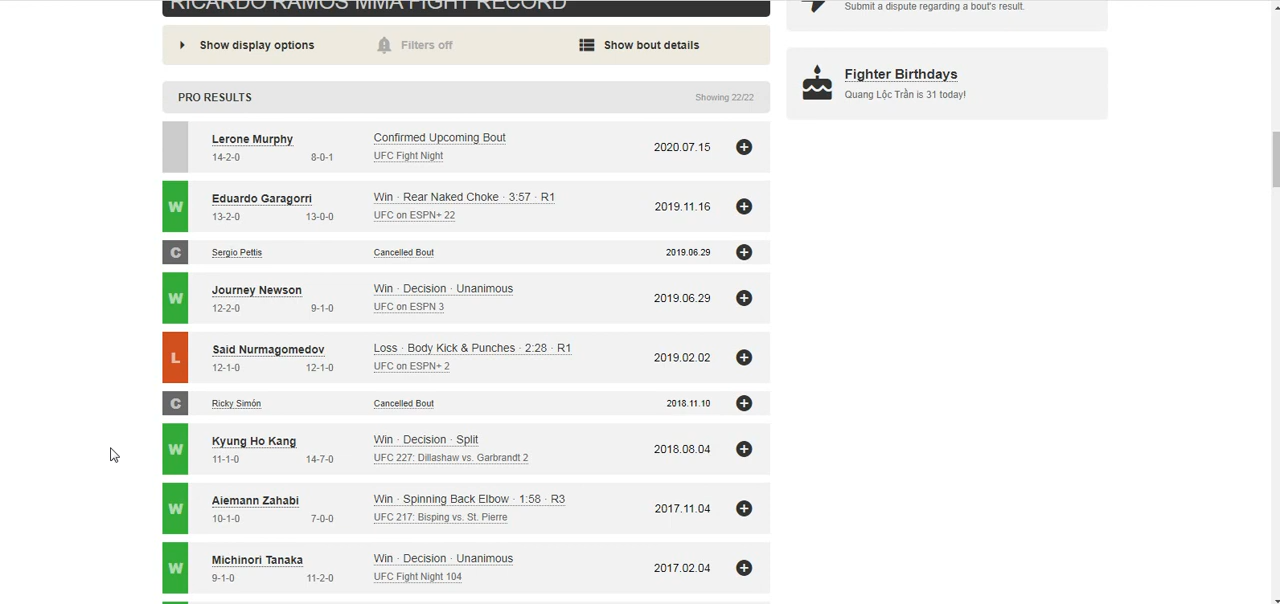 RICARDO RAMOS MMA FIGHT RECORD
Show display options Filters off Show bout details
PRO RESULTS Showing 22/22
Lerone Murphy Confirmed Upcoming Bout 2020.07.15
14-2-0 8-0-1 UFC Fight Night
W Eduardo Garagorri Win · Rear Naked Choke · 3:57 · R1 2019.11.16
13-2-0 13-0-0 UFC on ESPN+ 22
C Sergio Pettis Cancelled Bout 2019.06.29
W Journey Newson Win · Decision · Unanimous 2019.06.29
12-2-0 9-1-0 UFC on ESPN 3
L Said Nurmagomedov Loss · Body Kick & Punches · 2:28 · R1 2019.02.02
12-1-0 12-1-0 UFC on ESPN+ 2
C Ricky Simón Cancelled Bout 2018.11.10
W Kyung Ho Kang Win · Decision · Split 2018.08.04
11-1-0 14-7-0 UFC 227: Dillashaw vs. Garbrandt 2
W Aiemann Zahabi Win · Spinning Back Elbow · 1:58 · R3 2017.11.04
10-1-0 7-0-0 UFC 217: Bisping vs. St. Pierre
W Michinori Tanaka Win · Decision · Unanimous 2017.02.04
9-1-0 11-2-0 UFC Fight Night 104
Submit a dispute regarding a bout's result.
Fighter Birthdays
Quang Lộc Trần is 31 today!